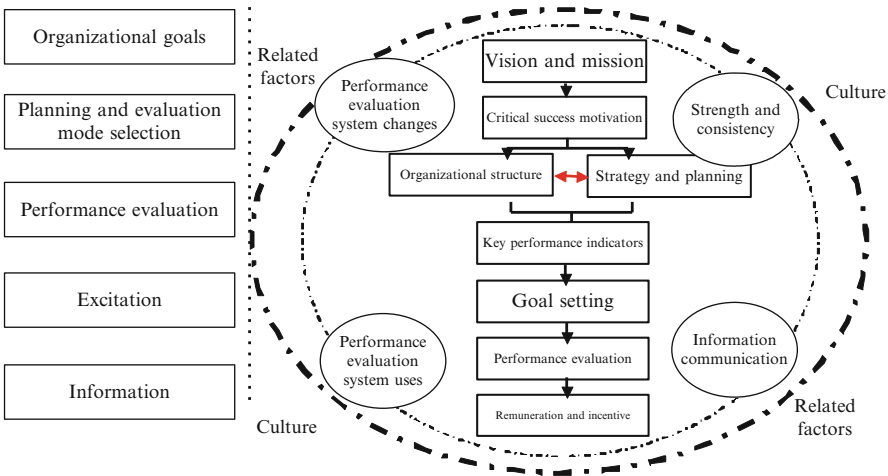 Organizational goals
Planning and evaluation
mode selection
Performance evaluation
Excitation
Information
Related
factors
Culture
Performance
evaluation
system changes
Strength and
consistency
Vision and mission
Critical success motivation
Organizational structure
Strategy and planning
Key performance indicators
Goal setting
Performance evaluation
Remuneration and incentive
Performance
evaluation
system uses
Information
communication
Culture
Related
factors